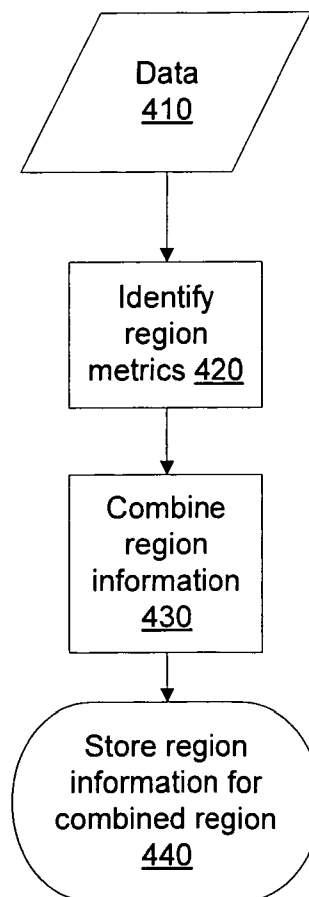 Data
410
Identify
region
metrics 420
Combine
region
information
430
Store region
information for
combined region
440